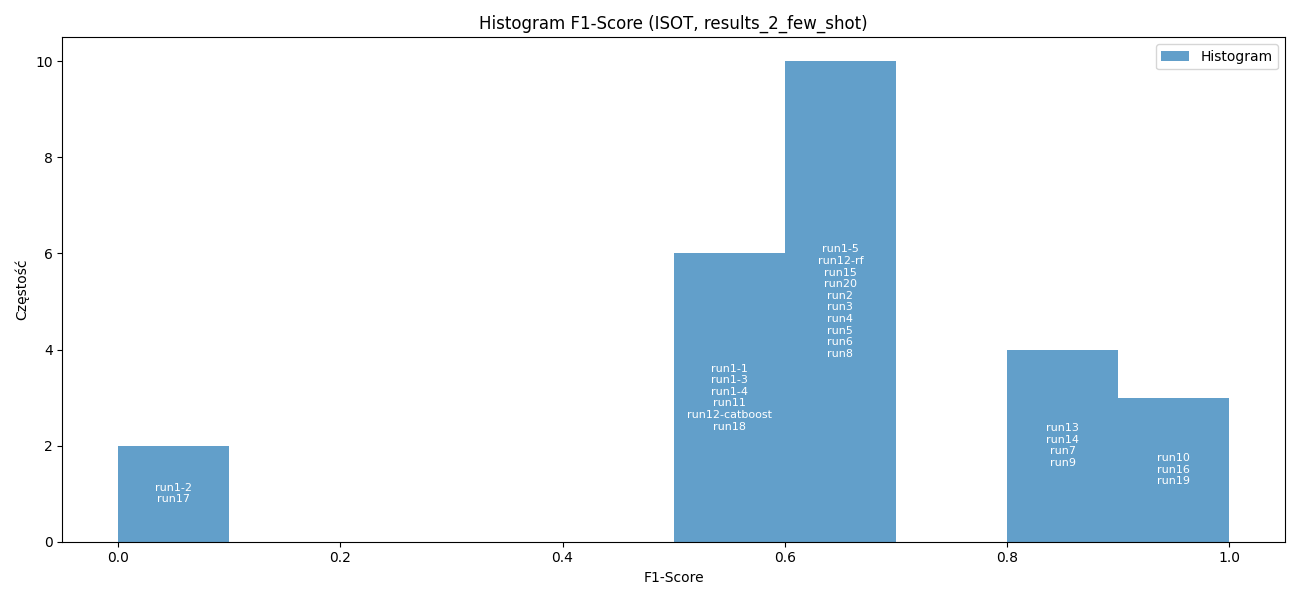 Histogram F1-Score (ISOT, results_2_few_shot)
Histogram
Częstość
10
8
6
4
2
0
run1-2
run17
run1-1
run1-3
run1-4
run11
run12-catboost
run18
run1-5
run12-rf
run15
run20
run2
run3
run4
run5
run6
run8
run13
run14
run7
run9
run10
run16
run19
0.0
0.2
0.4
0.6
0.8
1.0
F1-Score